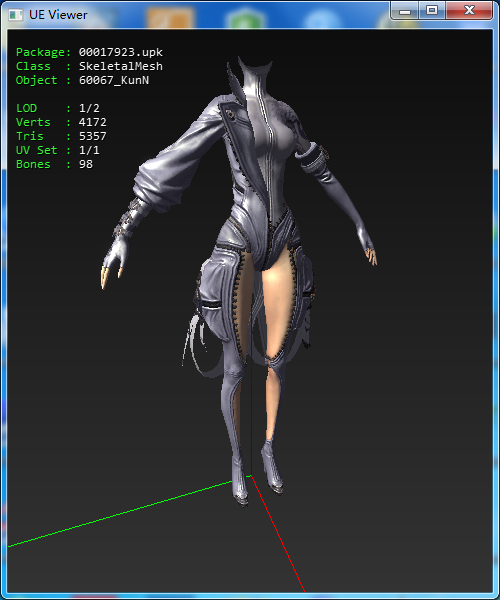 UE Viewer
Package: 00017923.upk
Class  : SkeletalMesh
Object : 60067_KunN
LOD    : 1/2
Verts  : 4172
Tris   : 5357
UV Set : 1/1
Bones  : 98